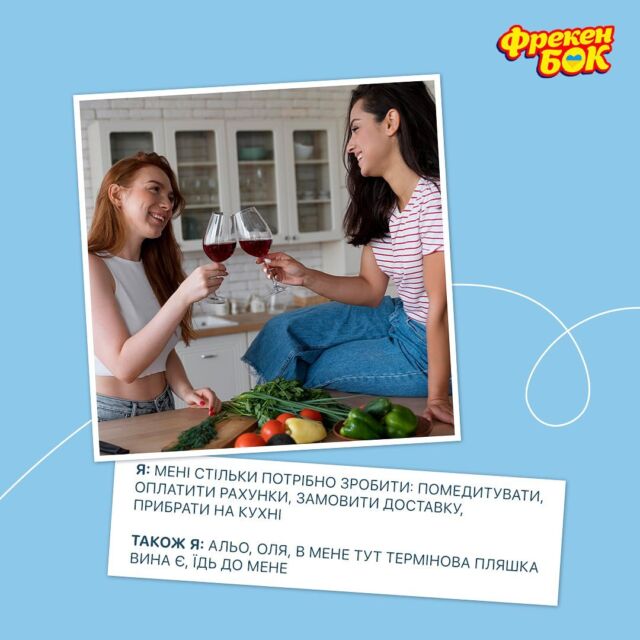 Фрекен
БОК
Я: МЕНІ СТІЛЬКИ ПОТРІБНО ЗРОБИТИ: ПОМЕДИТУВАТИ,
ОПЛАТИТИ РАХУНКИ, ЗАМОВИТИ ДОСТАВКУ,
ПРИБРАТИ НА КУХНІ
ТАКОЖ Я: АЛЬО, ОЛЯ, В МЕНЕ ТУТ ТЕРМІНОВА ПЛЯШКА
ВИНА Є, ЇДЬ ДО МЕНЕ